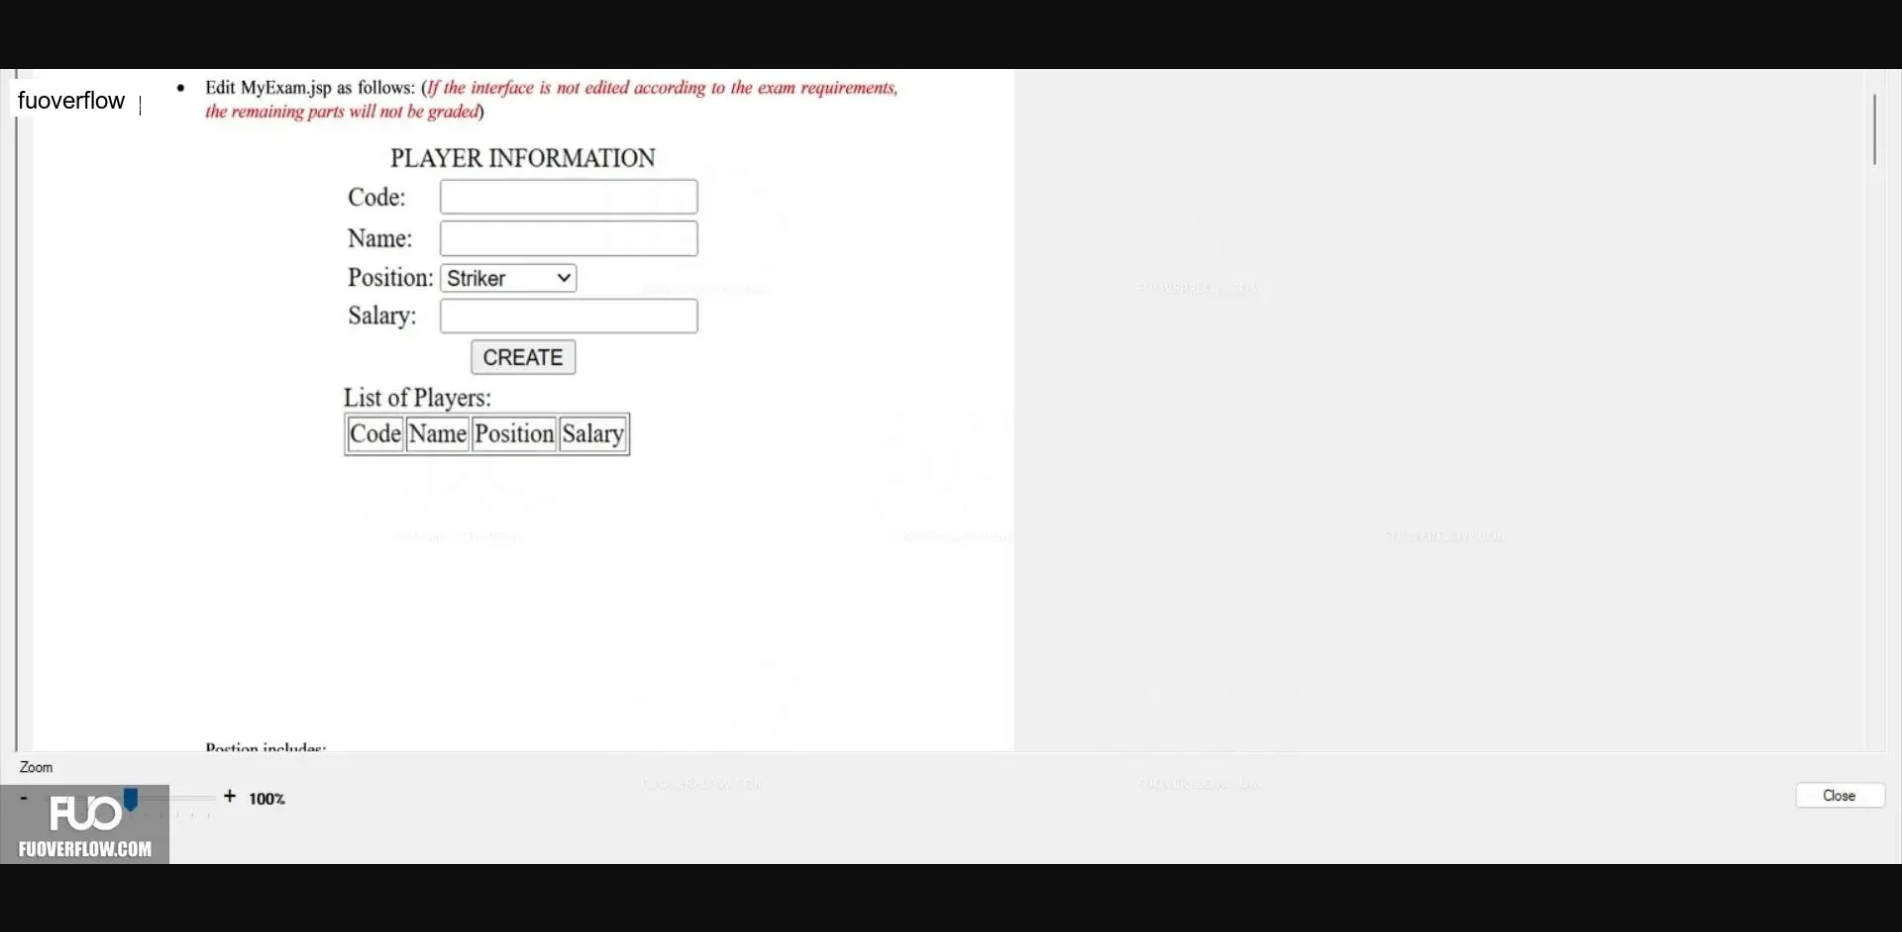 fuoverflow
• Edit MyExam.jsp as follows: (If the interface is not edited according to the exam requirements,
the remaining parts will not be graded)
PLAYER INFORMATION
Code:
Name:
Position: Striker
Salary:
CREATE
List of Players:
Code Name Position Salary
Postion includes:
Zoom
- + 100%
Close
FUO
FUOVERFLOW.COM